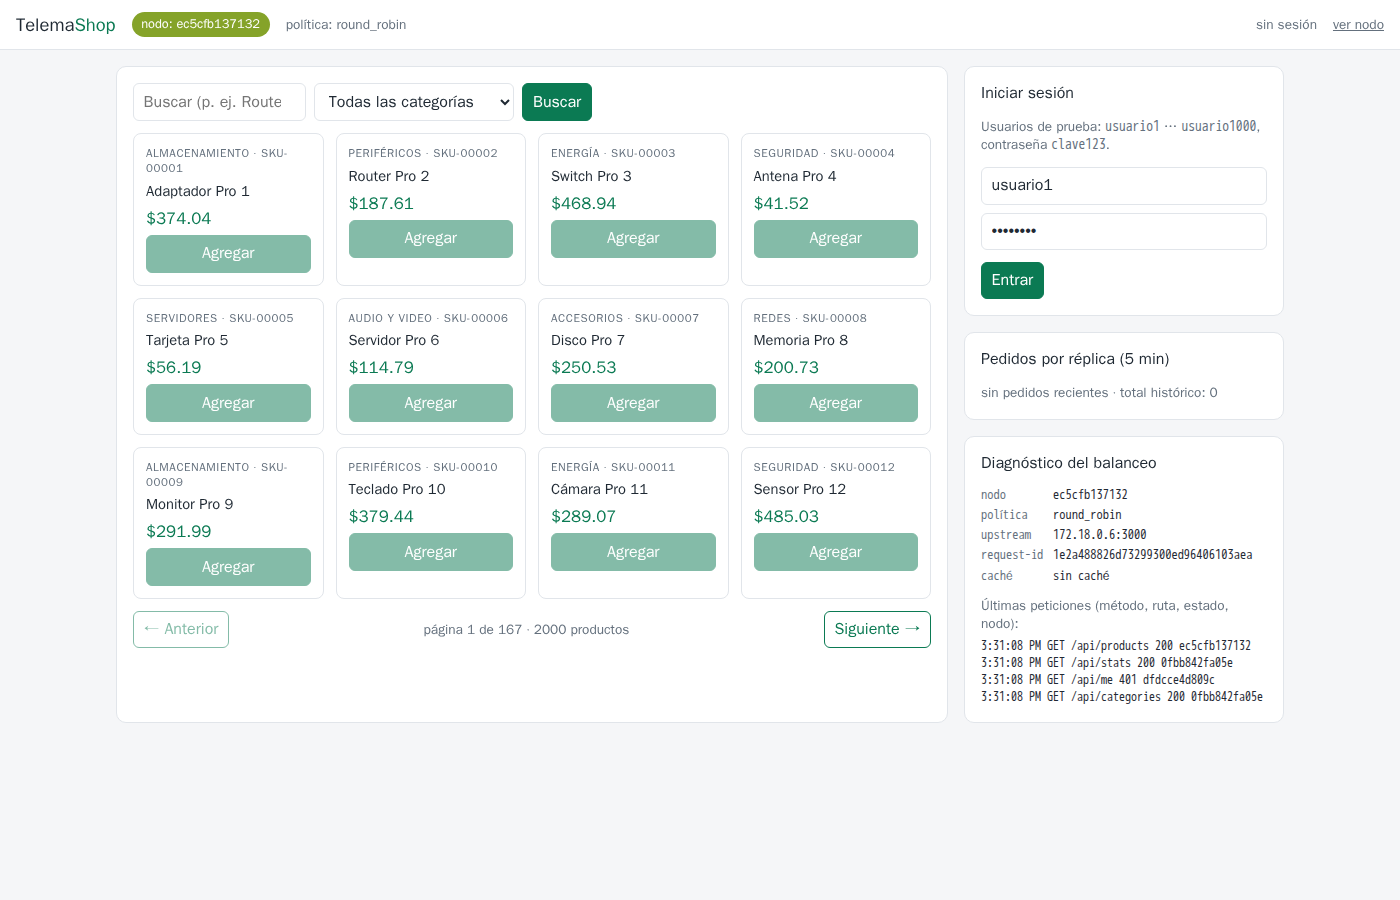 TelemaShop
nodo: ec5cfb137132
política: round_robin
sin sesión
ver nodo
Buscar (p. ej. Route
Todas las categorías
Buscar
ALMACENAMIENTO · SKU-
00001
Adaptador Pro 1
$374.04
Agregar
PERIFÉRICOS · SKU-00002
Router Pro 2
$187.61
Agregar
ENERGÍA · SKU-00003
Switch Pro 3
$468.94
Agregar
SEGURIDAD · SKU-00004
Antena Pro 4
$41.52
Agregar
SERVIDORES · SKU-00005
Tarjeta Pro 5
$56.19
Agregar
AUDIO Y VIDEO · SKU-00006
Servidor Pro 6
$114.79
Agregar
ACCESORIOS · SKU-00007
Disco Pro 7
$250.53
Agregar
REDES · SKU-00008
Memoria Pro 8
$200.73
Agregar
ALMACENAMIENTO · SKU-
00009
Monitor Pro 9
$291.99
Agregar
PERIFÉRICOS · SKU-00010
Teclado Pro 10
$379.44
Agregar
ENERGÍA · SKU-00011
Cámara Pro 11
$289.07
Agregar
SEGURIDAD · SKU-00012
Sensor Pro 12
$485.03
Agregar
← Anterior
página 1 de 167 · 2000 productos
Siguiente →
Iniciar sesión
Usuarios de prueba: usuario1 ··· usuario1000,
contraseña clave123.
usuario1
••••••••
Entrar
Pedidos por réplica (5 min)
sin pedidos recientes · total histórico: 0
Diagnóstico del balanceo
nodo ec5cfb137132
política round_robin
upstream 172.18.0.6:3000
request-id 1e2a488826d73299300ed96406103aea
caché sin caché
Últimas peticiones (método, ruta, estado,
nodo):
3:31:08 PM GET /api/products 200 ec5cfb137132
3:31:08 PM GET /api/stats 200 0fbb842fa05e
3:31:08 PM GET /api/me 401 dfdcce4d809c
3:31:08 PM GET /api/categories 200 0fbb842fa05e